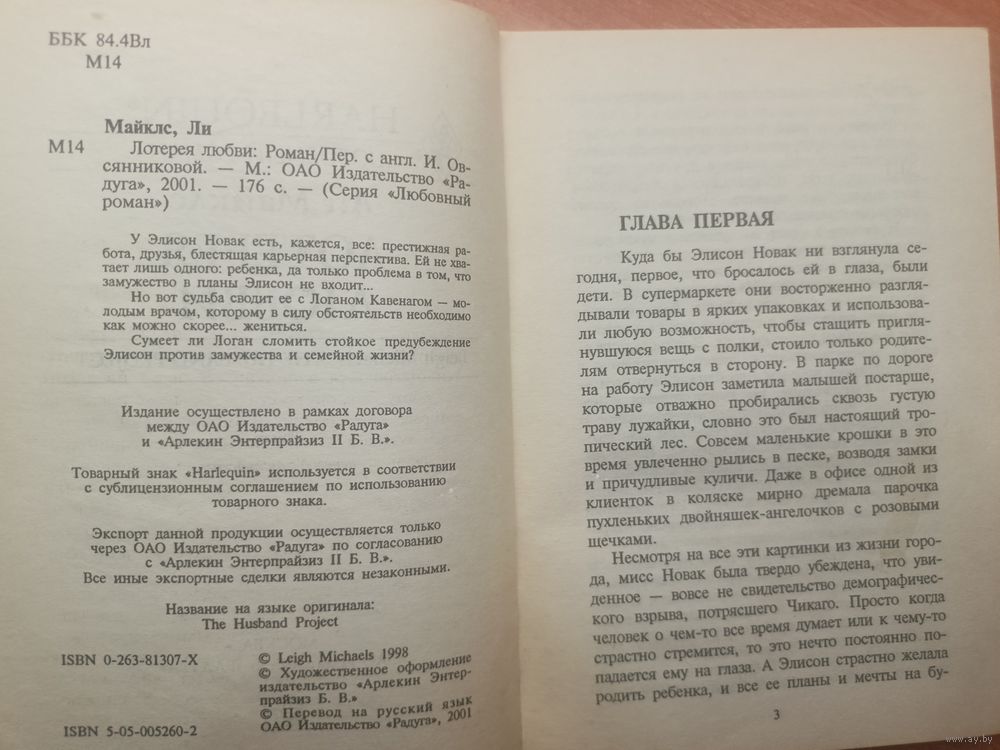 ББК 84.4Вл
М14
Майклс, Ли
М14 Лотерея любви: Роман/Пер. с англ. И. Ов-
сянниковой. — М.: ОАО Издательство «Ра-
дуга», 2001. — 176 с. — (Серия «Любовный
роман»)
У Элисон Новак есть, кажется, все: престижная ра-
бота, друзья, блестящая карьерная перспектива. Ей не хва-
тает лишь одного: ребенка, да только проблема в том, что
замужество в планы Элисон не входит...
Но вот судьба сводит ее с Логаном Кавенагом — мо-
лодым врачом, которому в силу обстоятельств необходимо
как можно скорее... жениться.
Сумеет ли Логан сломить стойкое предубеждение
Элисон против замужества и семейной жизни?
Издание осуществлено в рамках договора
между ОАО Издательство «Радуга»
и «Арлекин Энтерпрайзиз II Б. В.».
Товарный знак «Harlequin» используется в соответствии
с сублицензионным соглашением по использованию
товарного знака.
Экспорт данной продукции осуществляется только
через ОАО Издательство «Радуга» по согласованию
с «Арлекин Энтерпрайзиз II Б. В.».
Все иные экспортные сделки являются незаконными.
Название на языке оригинала:
The Husband Project
ISBN 0-263-81307-X
ISBN 5-05-005260-2
© Leigh Michaels 1998
© Художественное оформление
издательство «Арлекин Энтер-
прайзиз Б. В.»
© Перевод на русский язык
ОАО Издательство «Радуга», 2001
ГЛАВА ПЕРВАЯ
Куда бы Элисон Новак ни взглянула се-
годня, первое, что бросалось ей в глаза, были
дети. В супермаркете они восторженно разгля-
дывали товары в ярких упаковках и использова-
ли любую возможность, чтобы стащить пригля-
нувшуюся вещь с полки, стоило только родите-
лям отвернуться в сторону. В парке по дороге
на работу Элисон заметила малышей постарше,
которые отважно пробирались сквозь густую
траву лужайки, словно это был настоящий тро-
пический лес. Совсем маленькие крошки в это
время увлеченно рылись в песке, возводя замки
и причудливые куличи. Даже в офисе одной из
клиенток в коляске мирно дремала парочка
пухленьких двойняшек-ангелочков с розовыми
щечками.
Несмотря на все эти картинки из жизни горо-
да, мисс Новак была твердо убеждена, что уви-
денное — вовсе не свидетельство демографичес-
кого взрыва, потрясшего Чикаго. Просто когда
человек о чем-то все время думает или к чему-то
страстно стремится, то это нечто постоянно по-
падается ему на глаза. А Элисон страстно желала
родить ребенка, и все ее планы и мечты на бу-
3
www.ay.by